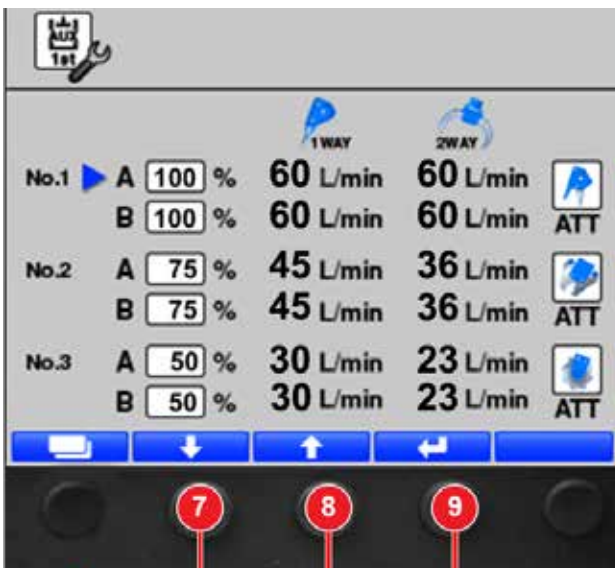 AUX
1st
1 WAY 2WAY
No.1 A 100 % 60 L/min 60 L/min
B 100 % 60 L/min 60 L/min ATT
No.2 A 75 % 45 L/min 36 L/min
B 75 % 45 L/min 36 L/min ATT
No.3 A 50 % 30 L/min 23 L/min
B 50 % 30 L/min 23 L/min ATT
7 8 9